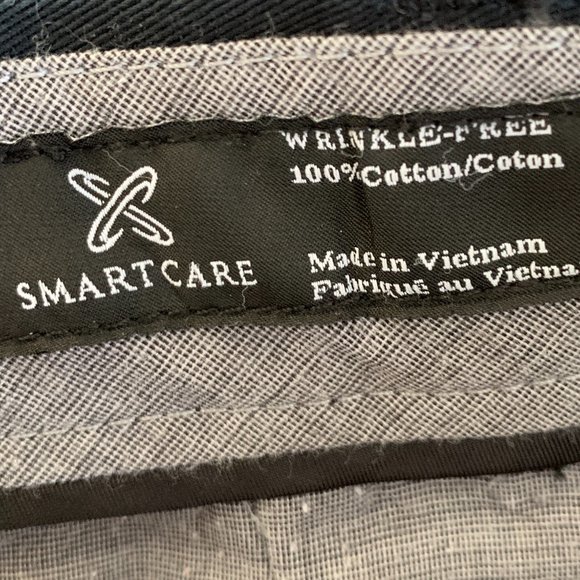 WRINKLE-FREE
100% Cotton/Coton
SMARTCARE
Made in Vietnam
Fabriqué au Vietna